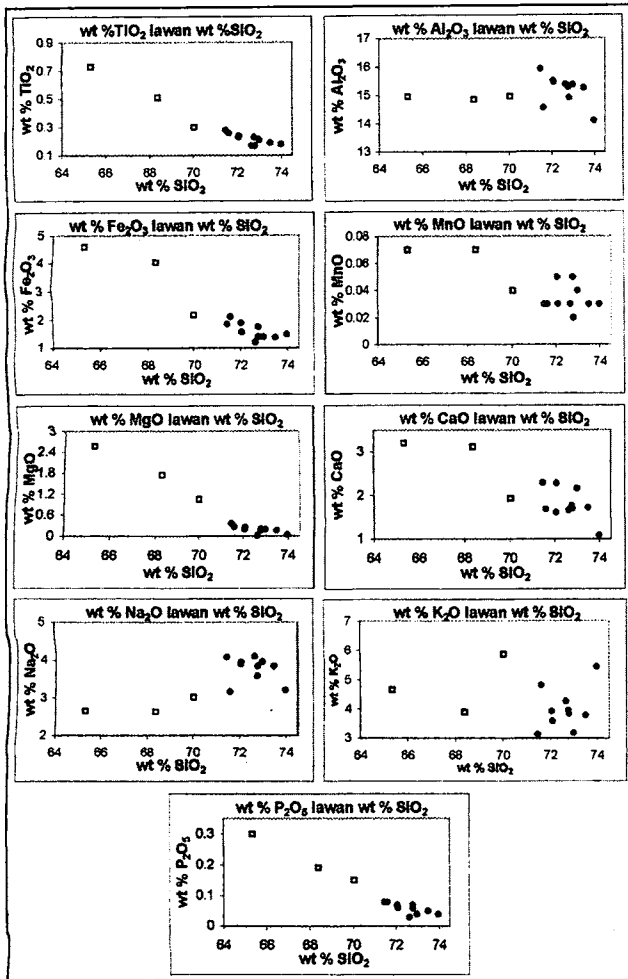 wt %TiO₂ lawan wt %SiO₂
0.9
0.7
0.5
0.3
0.1
wt % TiO₂
64 66 68 70 72 74
wt % SiO₂
wt % Al₂O₃ lawan wt % SiO₂
17
16
15
14
13
wt % Al₂O₃
64 66 68 70 72 74
wt % SiO₂
wt % Fe₂O₃ lawan wt % SiO₂
5
4
3
2
1
wt % Fe₂O₃
64 66 68 70 72 74
wt % SiO₂
wt % MnO lawan wt % SiO₂
0.08
0.06
0.04
0.02
0
wt % MnO
64 66 68 70 72 74
wt % SiO₂
wt % MgO lawan wt % SiO₂
3
2.4
1.8
1.2
0.6
0
wt % MgO
64 66 68 70 72 74
wt % SiO₂
wt % CaO lawan wt % SiO₂
3
2
1
wt % CaO
64 66 68 70 72 74
wt % SiO₂
wt % Na₂O lawan wt % SiO₂
5
4
3
2
wt % Na₂O
64 66 68 70 72 74
wt % SiO₂
wt % K₂O lawan wt % SiO₂
7
6
5
4
3
wt % K₂O
64 66 68 70 72 74
wt % SiO₂
wt % P₂O₅ lawan wt % SiO₂
0.3
0.2
0.1
0
wt % P₂O₅
64 66 68 70 72 74
wt % SiO₂